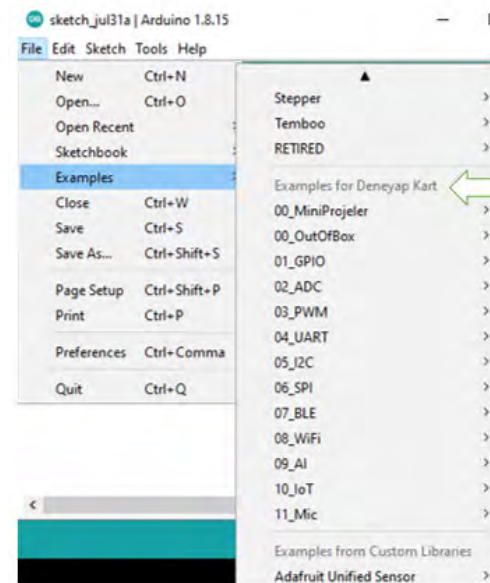 sketch_jul31a | Arduino 1.8.15
File Edit Sketch Tools Help
New Ctrl+N
Open... Ctrl+O
Open Recent
Sketchbook
Examples
Close Ctrl+W
Save Ctrl+S
Save As... Ctrl+Shift+S
Page Setup Ctrl+Shift+P
Print Ctrl+P
Preferences Ctrl+Comma
Quit Ctrl+Q
Stepper
Temboo
RETIRED
Examples for Deneyap Kart
00_MiniProjeler
00_OutOfBox
01_GPIO
02_ADC
03_PWM
04_UART
05_I2C
06_SPI
07_BLE
08_WiFi
09_AI
10_IoT
11_Mic
Examples from Custom Libraries
Adafruit Unified Sensor